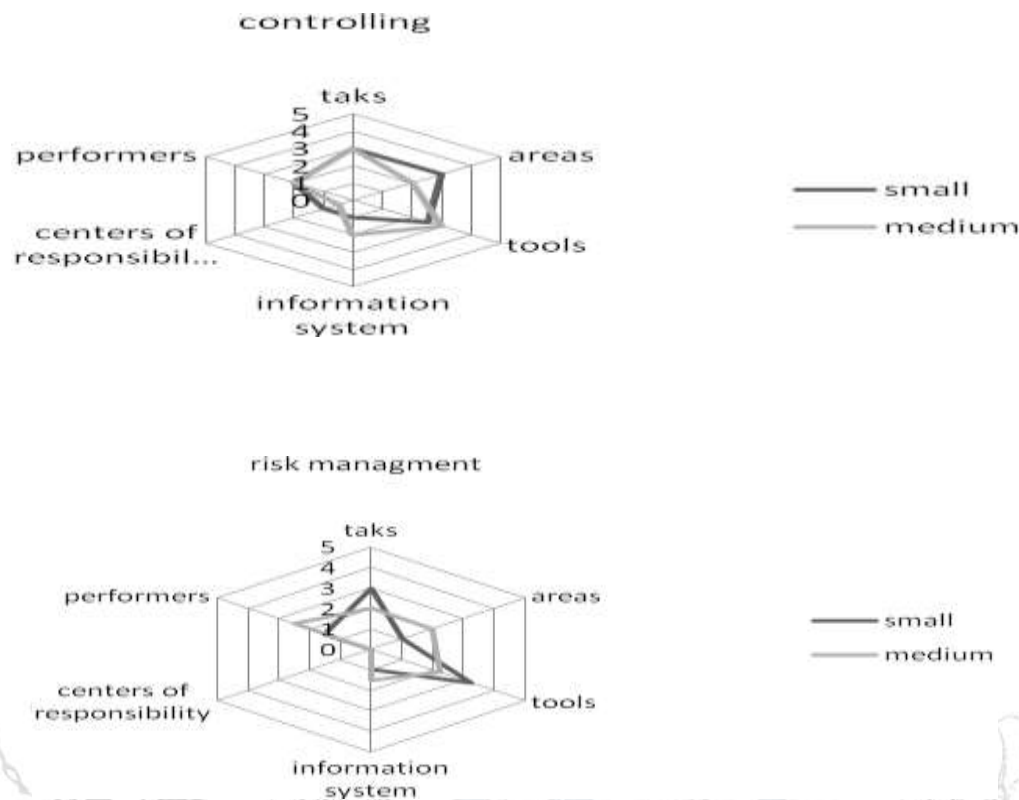 controlling
taks
5
4
3
2
1
0
performers
areas
centers of
responsibil...
tools
information
system
small
medium
risk managment
taks
5
4
3
2
1
0
performers
areas
centers of
responsibility
tools
information
system
small
medium